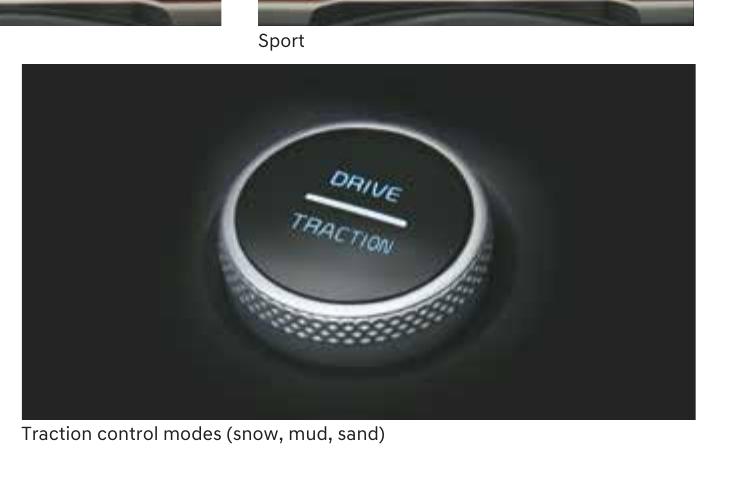 Sport
DRIVE
TRACTION
Traction control modes (snow, mud, sand)